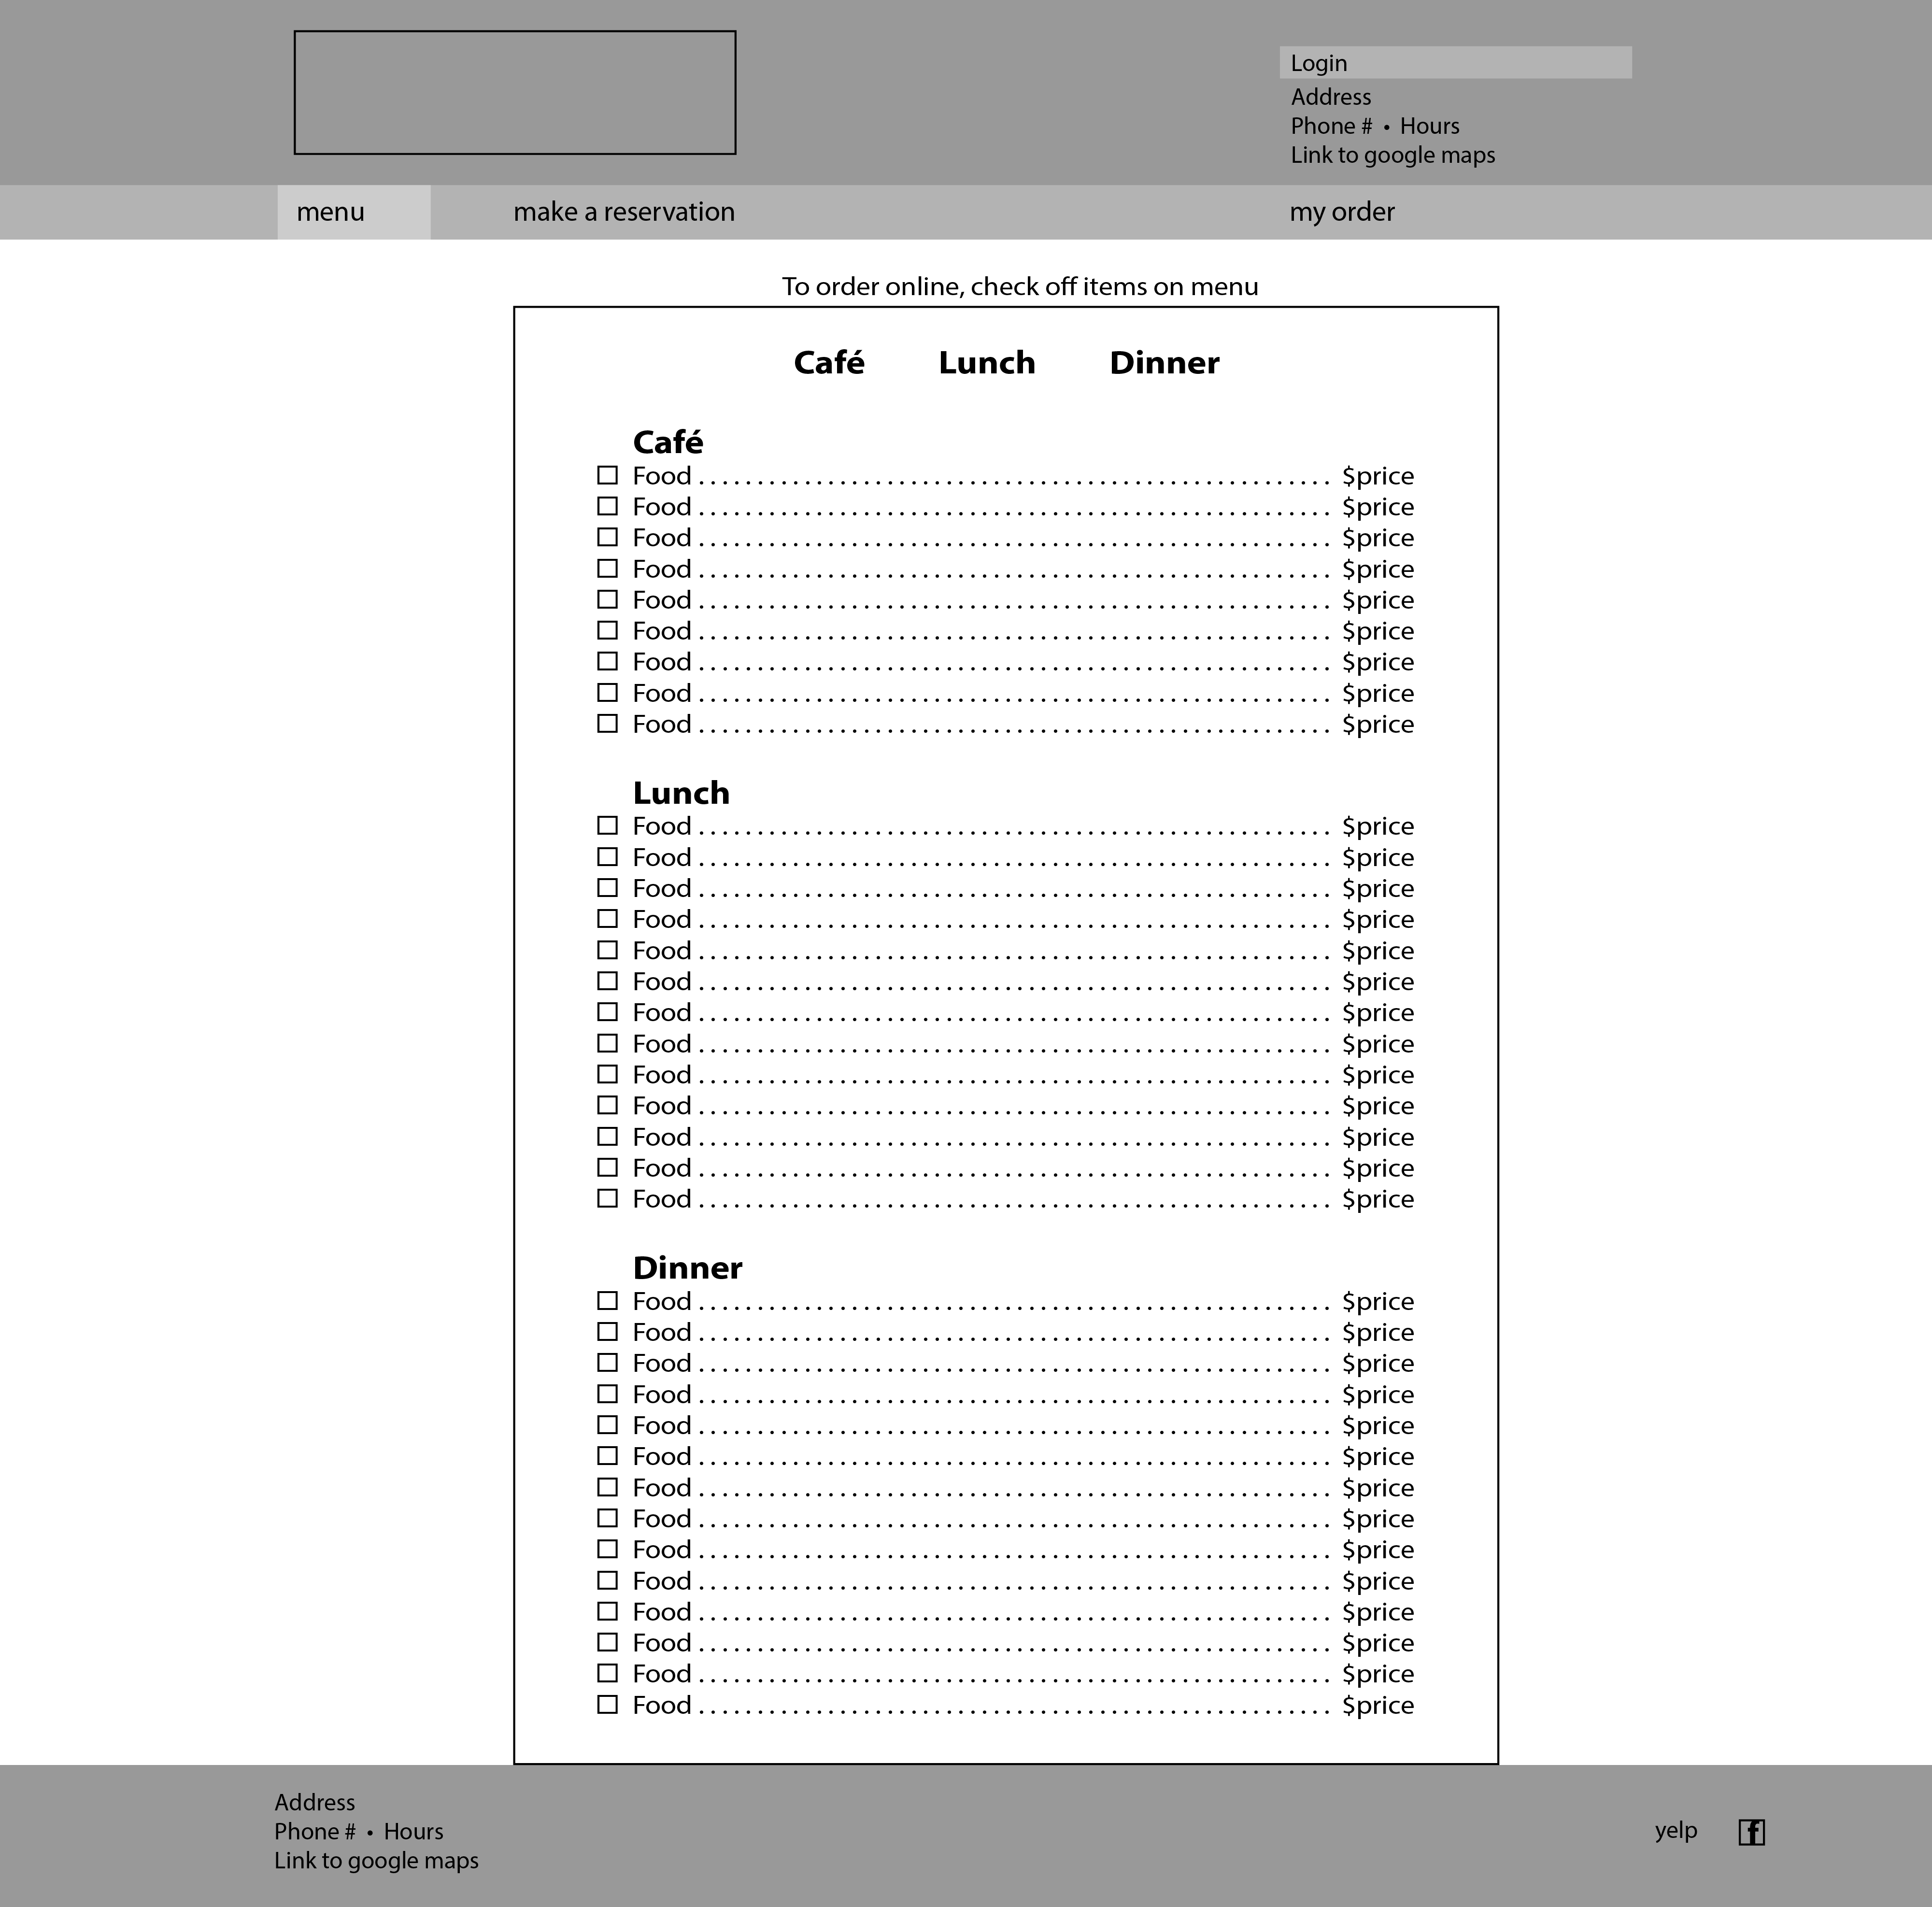 Login
Address
Phone # • Hours
Link to google maps
menu make a reservation my order
To order online, check off items on menu
Café Lunch Dinner
Café
Food . . . . . . . . . . . . . . . . . . . . . . . . . . . . . . . . . . . . . . . . . . . . . . . . . . . . . . $price
Food . . . . . . . . . . . . . . . . . . . . . . . . . . . . . . . . . . . . . . . . . . . . . . . . . . . . . . $price
Food . . . . . . . . . . . . . . . . . . . . . . . . . . . . . . . . . . . . . . . . . . . . . . . . . . . . . . $price
Food . . . . . . . . . . . . . . . . . . . . . . . . . . . . . . . . . . . . . . . . . . . . . . . . . . . . . . $price
Food . . . . . . . . . . . . . . . . . . . . . . . . . . . . . . . . . . . . . . . . . . . . . . . . . . . . . . $price
Food . . . . . . . . . . . . . . . . . . . . . . . . . . . . . . . . . . . . . . . . . . . . . . . . . . . . . . $price
Food . . . . . . . . . . . . . . . . . . . . . . . . . . . . . . . . . . . . . . . . . . . . . . . . . . . . . . $price
Food . . . . . . . . . . . . . . . . . . . . . . . . . . . . . . . . . . . . . . . . . . . . . . . . . . . . . . $price
Food . . . . . . . . . . . . . . . . . . . . . . . . . . . . . . . . . . . . . . . . . . . . . . . . . . . . . . $price
Lunch
Food . . . . . . . . . . . . . . . . . . . . . . . . . . . . . . . . . . . . . . . . . . . . . . . . . . . . . . $price
Food . . . . . . . . . . . . . . . . . . . . . . . . . . . . . . . . . . . . . . . . . . . . . . . . . . . . . . $price
Food . . . . . . . . . . . . . . . . . . . . . . . . . . . . . . . . . . . . . . . . . . . . . . . . . . . . . . $price
Food . . . . . . . . . . . . . . . . . . . . . . . . . . . . . . . . . . . . . . . . . . . . . . . . . . . . . . $price
Food . . . . . . . . . . . . . . . . . . . . . . . . . . . . . . . . . . . . . . . . . . . . . . . . . . . . . . $price
Food . . . . . . . . . . . . . . . . . . . . . . . . . . . . . . . . . . . . . . . . . . . . . . . . . . . . . . $price
Food . . . . . . . . . . . . . . . . . . . . . . . . . . . . . . . . . . . . . . . . . . . . . . . . . . . . . . $price
Food . . . . . . . . . . . . . . . . . . . . . . . . . . . . . . . . . . . . . . . . . . . . . . . . . . . . . . $price
Food . . . . . . . . . . . . . . . . . . . . . . . . . . . . . . . . . . . . . . . . . . . . . . . . . . . . . . $price
Food . . . . . . . . . . . . . . . . . . . . . . . . . . . . . . . . . . . . . . . . . . . . . . . . . . . . . . $price
Food . . . . . . . . . . . . . . . . . . . . . . . . . . . . . . . . . . . . . . . . . . . . . . . . . . . . . . $price
Food . . . . . . . . . . . . . . . . . . . . . . . . . . . . . . . . . . . . . . . . . . . . . . . . . . . . . . $price
Food . . . . . . . . . . . . . . . . . . . . . . . . . . . . . . . . . . . . . . . . . . . . . . . . . . . . . . $price
Dinner
Food . . . . . . . . . . . . . . . . . . . . . . . . . . . . . . . . . . . . . . . . . . . . . . . . . . . . . . $price
Food . . . . . . . . . . . . . . . . . . . . . . . . . . . . . . . . . . . . . . . . . . . . . . . . . . . . . . $price
Food . . . . . . . . . . . . . . . . . . . . . . . . . . . . . . . . . . . . . . . . . . . . . . . . . . . . . . $price
Food . . . . . . . . . . . . . . . . . . . . . . . . . . . . . . . . . . . . . . . . . . . . . . . . . . . . . . $price
Food . . . . . . . . . . . . . . . . . . . . . . . . . . . . . . . . . . . . . . . . . . . . . . . . . . . . . . $price
Food . . . . . . . . . . . . . . . . . . . . . . . . . . . . . . . . . . . . . . . . . . . . . . . . . . . . . . $price
Food . . . . . . . . . . . . . . . . . . . . . . . . . . . . . . . . . . . . . . . . . . . . . . . . . . . . . . $price
Food . . . . . . . . . . . . . . . . . . . . . . . . . . . . . . . . . . . . . . . . . . . . . . . . . . . . . . $price
Food . . . . . . . . . . . . . . . . . . . . . . . . . . . . . . . . . . . . . . . . . . . . . . . . . . . . . . $price
Food . . . . . . . . . . . . . . . . . . . . . . . . . . . . . . . . . . . . . . . . . . . . . . . . . . . . . . $price
Food . . . . . . . . . . . . . . . . . . . . . . . . . . . . . . . . . . . . . . . . . . . . . . . . . . . . . . $price
Food . . . . . . . . . . . . . . . . . . . . . . . . . . . . . . . . . . . . . . . . . . . . . . . . . . . . . . $price
Food . . . . . . . . . . . . . . . . . . . . . . . . . . . . . . . . . . . . . . . . . . . . . . . . . . . . . . $price
Food . . . . . . . . . . . . . . . . . . . . . . . . . . . . . . . . . . . . . . . . . . . . . . . . . . . . . . $price
Address
Phone # • Hours
Link to google maps
yelp f